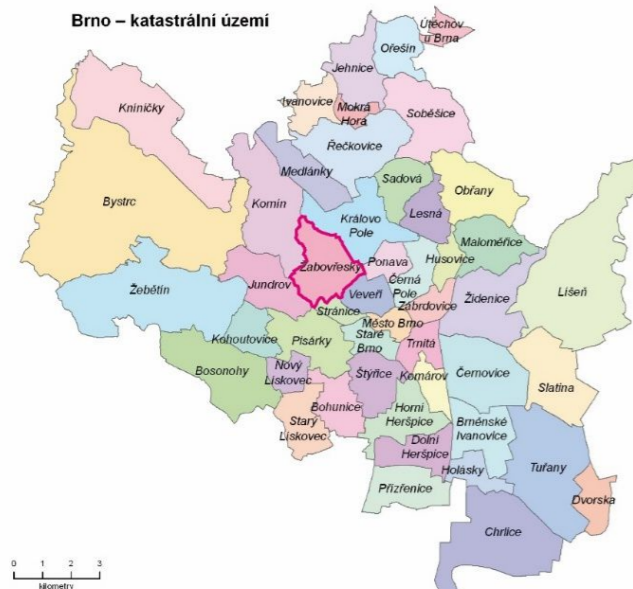 Brno – katastrální území
Útěchov
u Brna
Ořešín
Jehnice
Kníničky
Ivanovice
Mokrá
Hora
Soběšice
Řečkovice
Medlánky
Sadová
Obřany
Bystrc
Komín
Lesná
Královo
Pole
Maloměřice
Ponava
Husovice
Žabovřesky
Černá
Pole
Líšeň
Žebětín
Jundrov
Veveří
Zábrdovice
Židenice
Stránice
Město Brno
Kohoutovice
Pisárky
Staré
Brno
Trnitá
Bosonohy
Nový
Lískovec
Štýřice
Komárov
Černovice
Slatina
Bohunice
Starý
Lískovec
Horní
Heršpice
Brněnské
Ivanovice
Dolní
Heršpice
Holásky
Tuřany
Přízřenice
Dvorska
Chrlice
0 1 2 3
kilometry